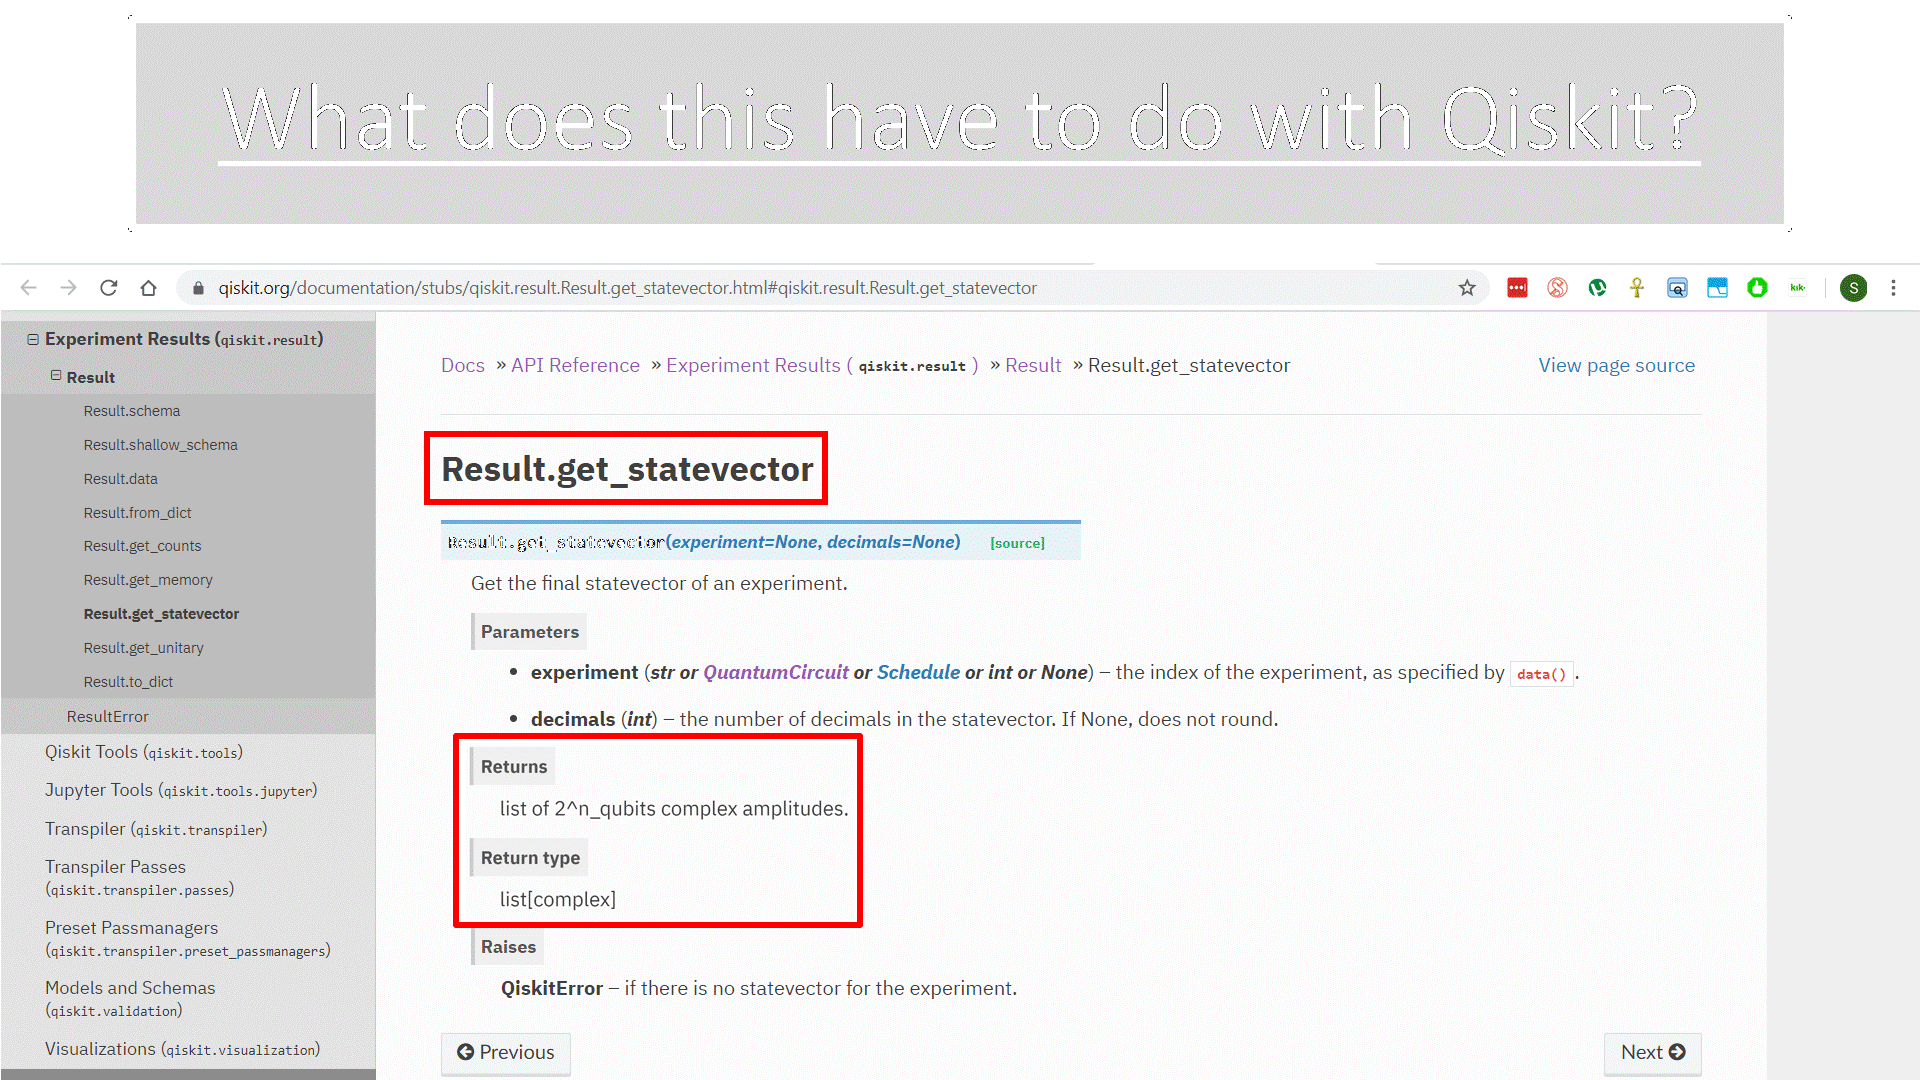 What does this have to do with Qiskit?
qiskit.org/documentation/stubs/qiskit.result.Result.get_statevector.html#qiskit.result.Result.get_statevector
kik
S
Experiment Results (qiskit.result)
Result
Result.schema
Result.shallow_schema
Result.data
Result.from_dict
Result.get_counts
Result.get_memory
Result.get_statevector
Result.get_unitary
Result.to_dict
ResultError
Qiskit Tools (qiskit.tools)
Jupyter Tools (qiskit.tools.jupyter)
Transpiler (qiskit.transpiler)
Transpiler Passes
(qiskit.transpiler.passes)
Preset Passmanagers
(qiskit.transpiler.preset_passmanagers)
Models and Schemas
(qiskit.validation)
Visualizations (qiskit.visualization)
Docs » API Reference » Experiment Results ( qiskit.result ) » Result » Result.get_statevector
View page source
Result.get_statevector
Result.get_statevector(experiment=None, decimals=None) [source]
Get the final statevector of an experiment.
Parameters
• experiment (str or QuantumCircuit or Schedule or int or None) – the index of the experiment, as specified by data() .
• decimals (int) – the number of decimals in the statevector. If None, does not round.
Returns
list of 2^n_qubits complex amplitudes.
Return type
list[complex]
Raises
QiskitError – if there is no statevector for the experiment.
Previous
Next